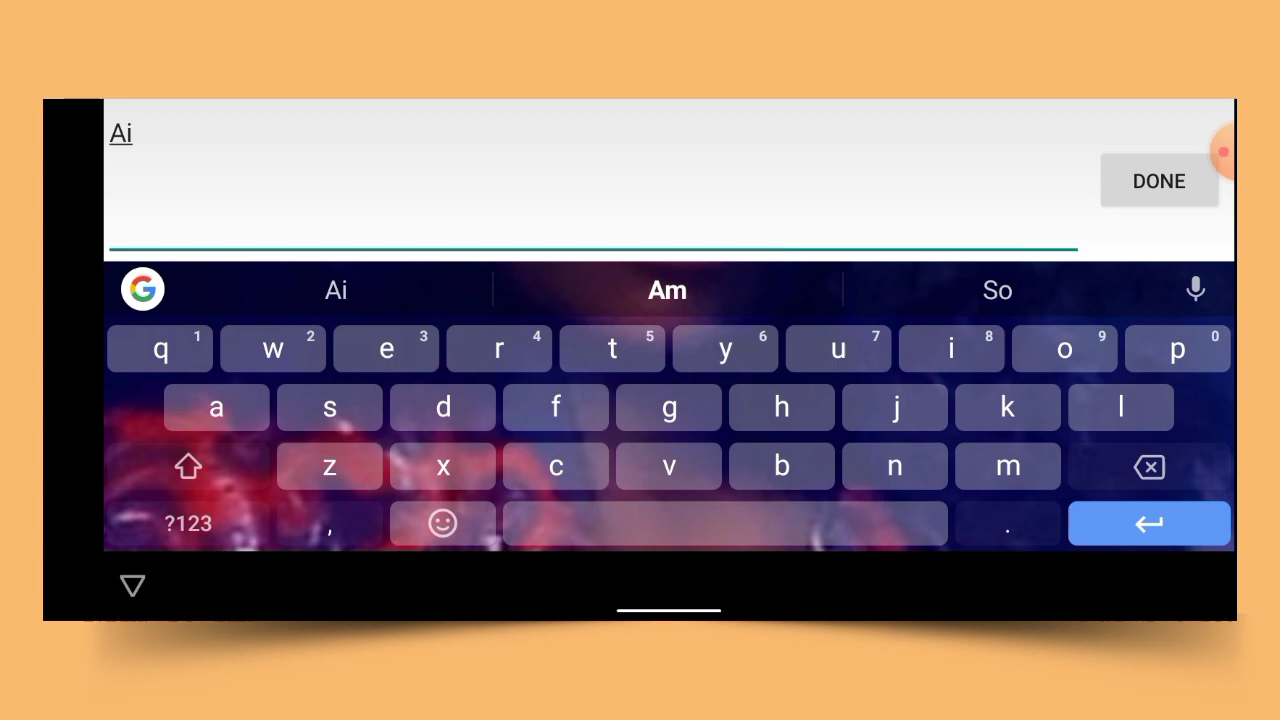 Ai
DONE
Ai Am So
q 1 w 2 e 3 r 4 t 5 y 6 u 7 i 8 o 9 p 0
a s d f g h j k l
z x c v b n m
?123 , .